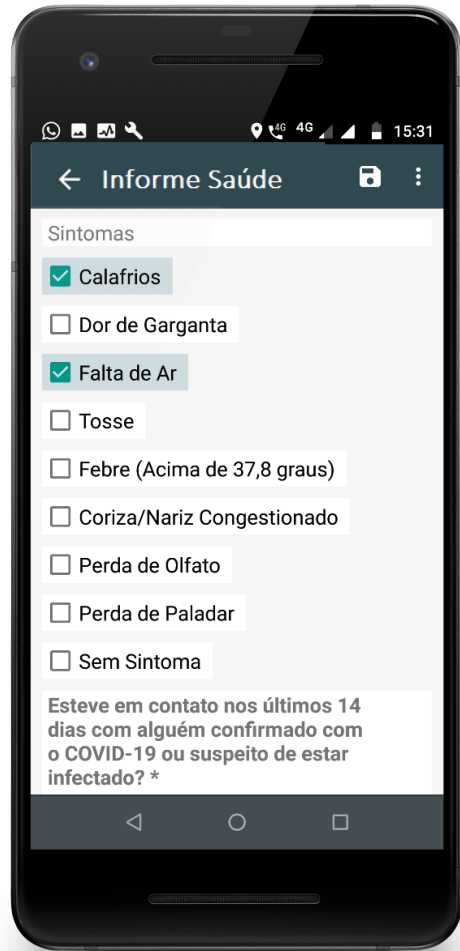 4G 4G 15:31
Informe Saúde
Sintomas
Calafrios
Dor de Garganta
Falta de Ar
Tosse
Febre (Acima de 37,8 graus)
Coriza/Nariz Congestionado
Perda de Olfato
Perda de Paladar
Sem Sintoma
Esteve em contato nos últimos 14
dias com alguém confirmado com
o COVID-19 ou suspeito de estar
infectado? *